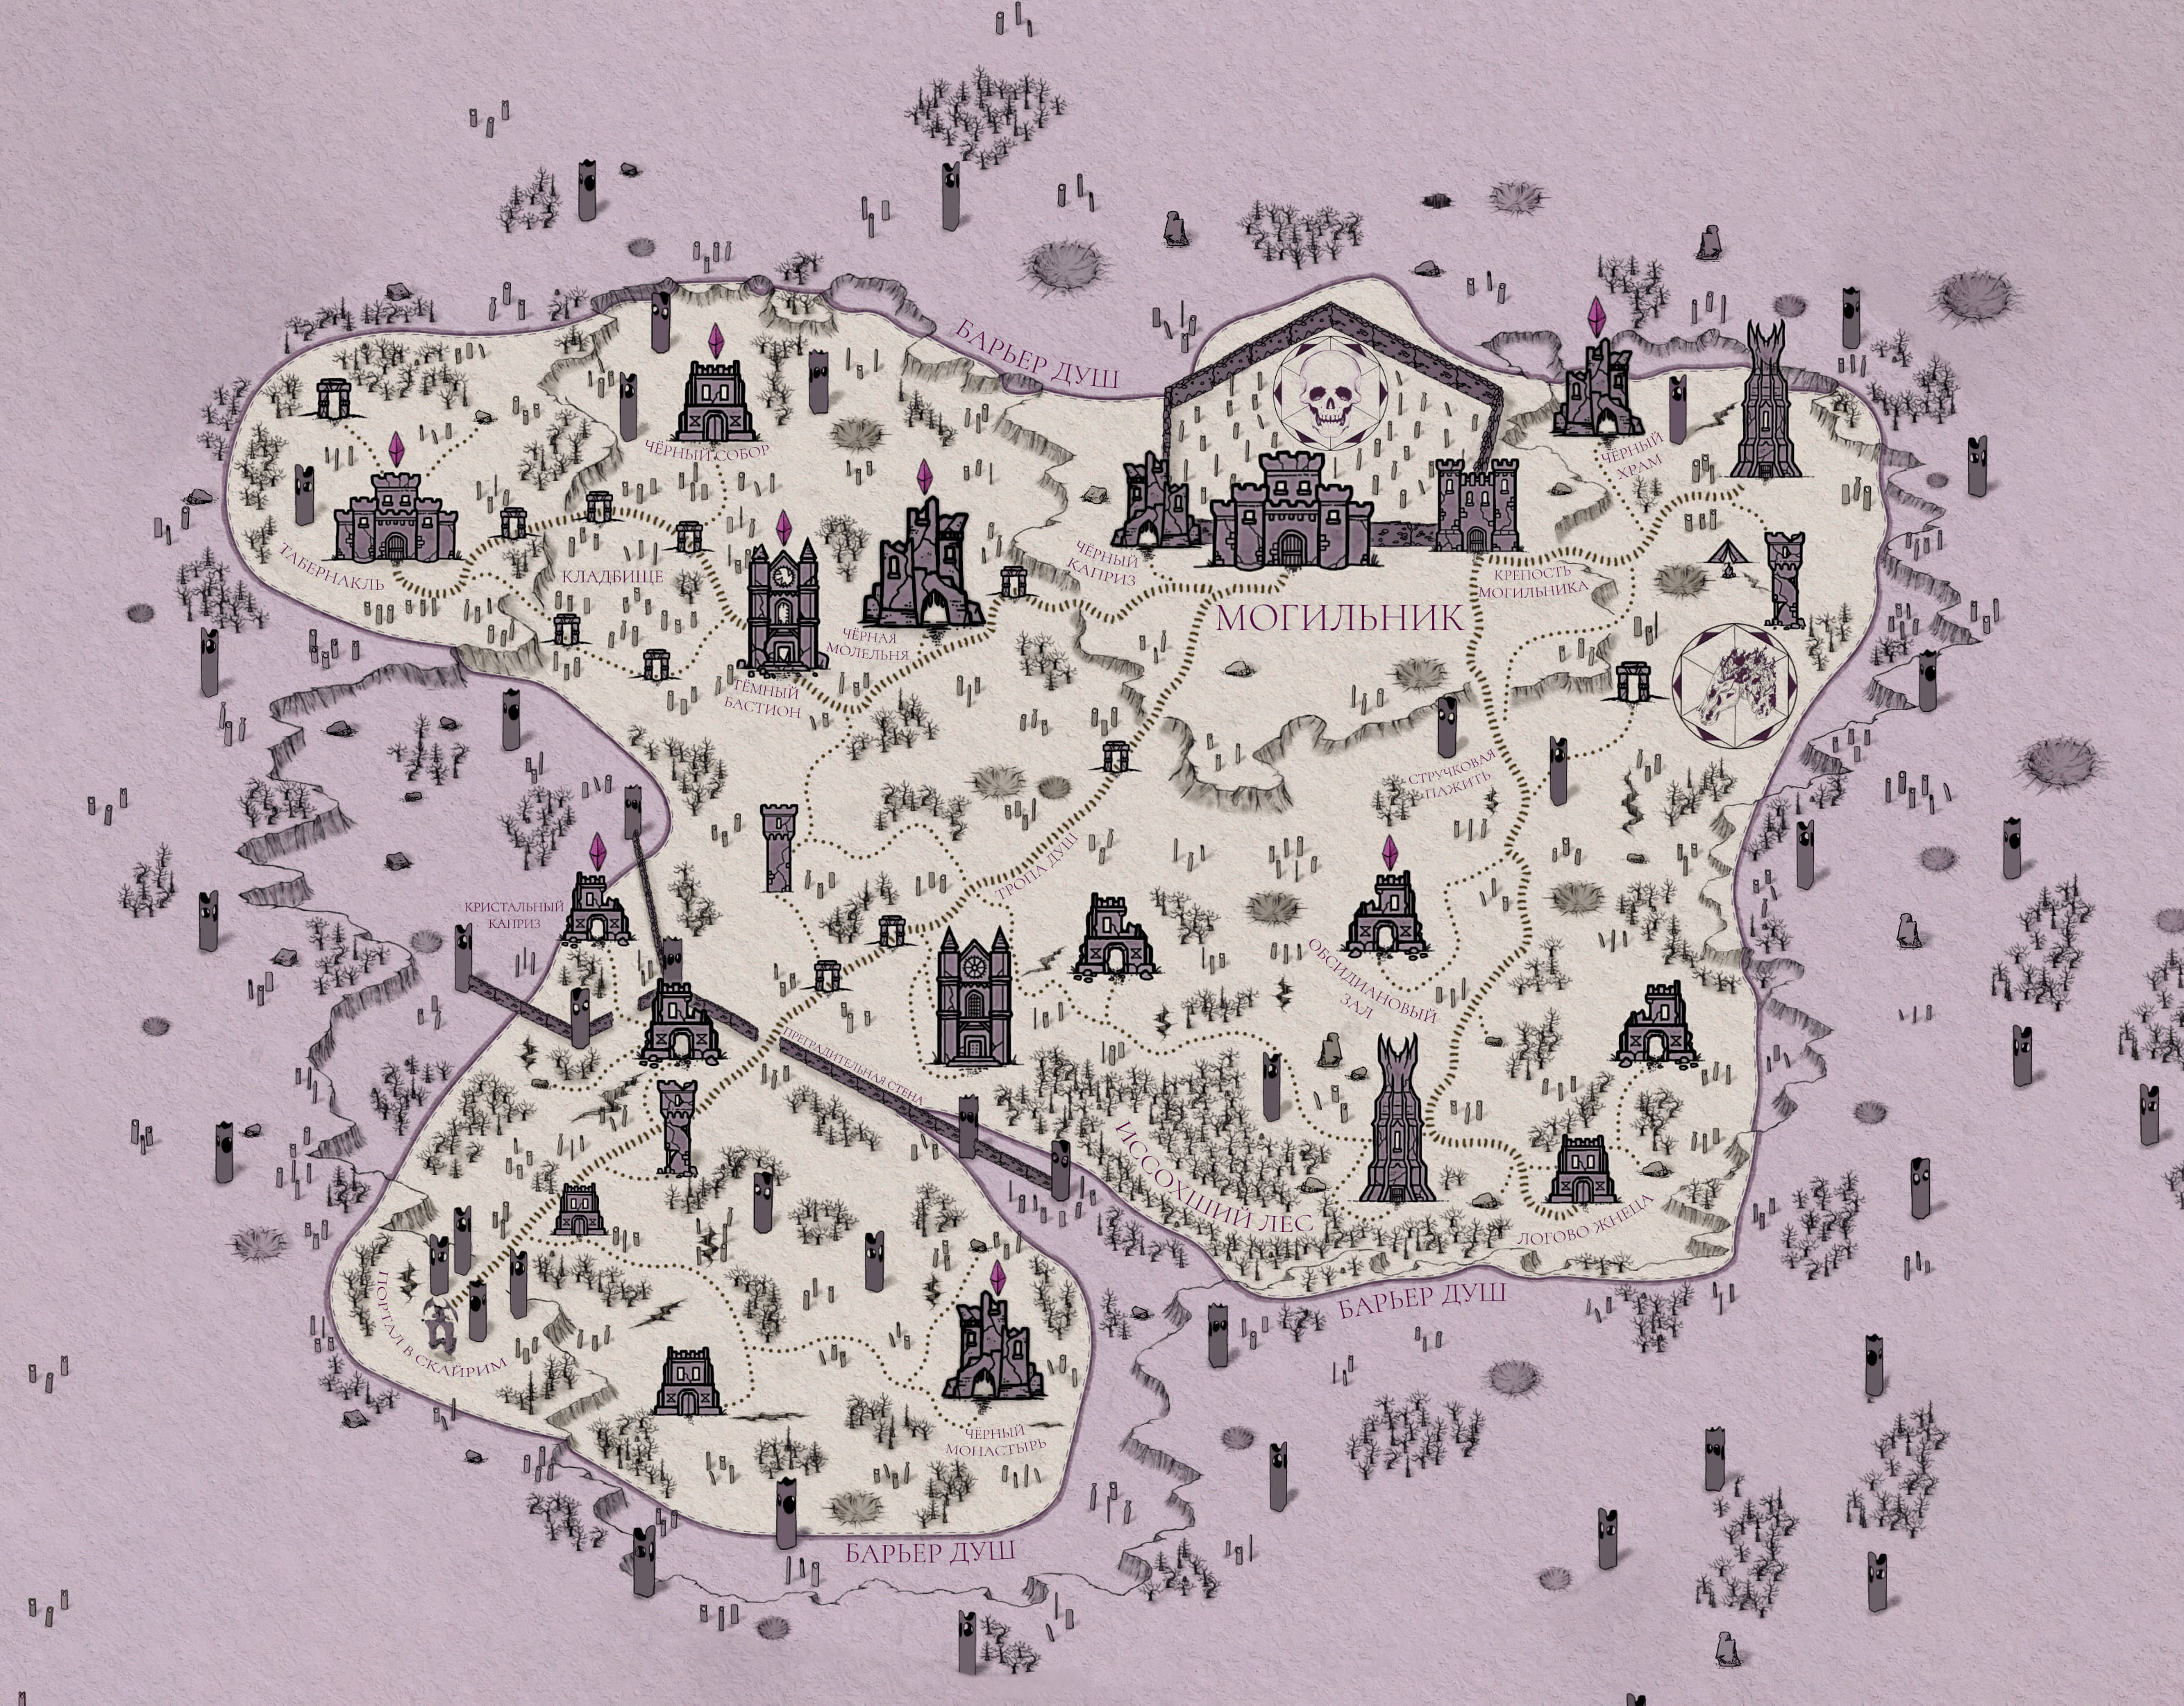 БАРЬЕР ДУШ
ЧЁРНЫЙ СОБОР
ЧЁРНЫЙ
ХРАМ
ТАБЕРНАКЛЬ
КЛАДБИЩЕ
ЧЁРНЫЙ
КАПРИЗ
КРЕПОСТЬ
МОГИЛЬНИКА
МОГИЛЬНИК
ЧЁРНАЯ
МОЛЕЛЬНЯ
ТЁМНЫЙ
БАСТИОН
СТРУЧКОВАЯ
ПАЖИТЬ
ТРОПА ДУШ
КРИСТАЛЬНЫЙ
КАПРИЗ
ОБСИДИАНОВЫЙ
ЗАЛ
ПРЕГРАДИТЕЛЬНАЯ СТЕНА
ИССОХШИЙ ЛЕС
ЛОГОВО ЖНЕЦА
ПОРТАЛ В СКАЙРИМ
БАРЬЕР ДУШ
ЧЁРНЫЙ
МОНАСТЫРЬ
БАРЬЕР ДУШ